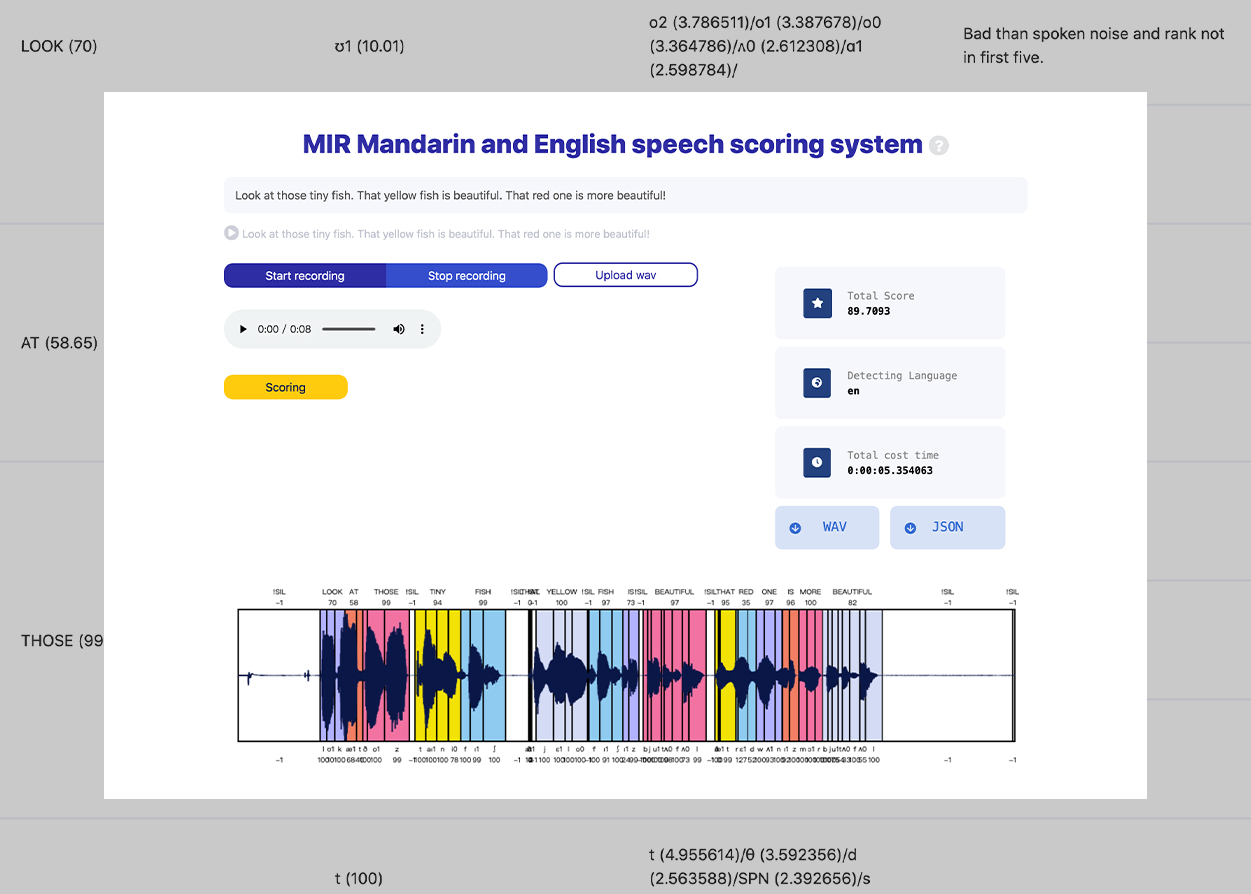 LOOK (70)
ʊ1 (10.01)
o2 (3.786511)/o1 (3.387678)/o0
(3.364786)/ʌ0 (2.612308)/ɑ1
(2.598784)/
Bad than spoken noise and rank not
in first five.
MIR Mandarin and English speech scoring system ?
Look at those tiny fish. That yellow fish is beautiful. That red one is more beautiful!
Look at those tiny fish. That yellow fish is beautiful. That red one is more beautiful!
Start recording
Stop recording
Upload wav
0:00 / 0:08
Scoring
Total Score
89.7093
Detecting Language
en
Total cost time
0:00:05.354063
WAV
JSON
AT (58.65)
THOSE (99
!SIL LOOK AT THOSE !SIL TINY FISH YELLOW !SIL FISH BEAUTIFUL RED ONE IS MORE BEAUTIFUL !SIL !SIL
-1 70 58 99 -1 94 99 -1 100 -1 97 73 -1 97 -1 95 35 97 96 100 82 -1 -1
t (100)
t (4.955614)/θ (3.592356)/d
(2.563588)/SPN (2.392656)/s